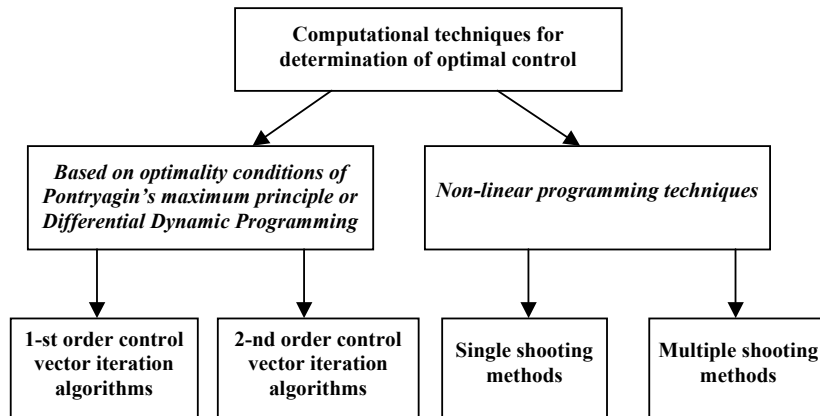 Computational techniques for
determination of optimal control
Based on optimality conditions of
Pontryagin's maximum principle or
Differential Dynamic Programming
Non-linear programming techniques
1-st order control
vector iteration
algorithms
2-nd order control
vector iteration
algorithms
Single shooting
methods
Multiple shooting
methods